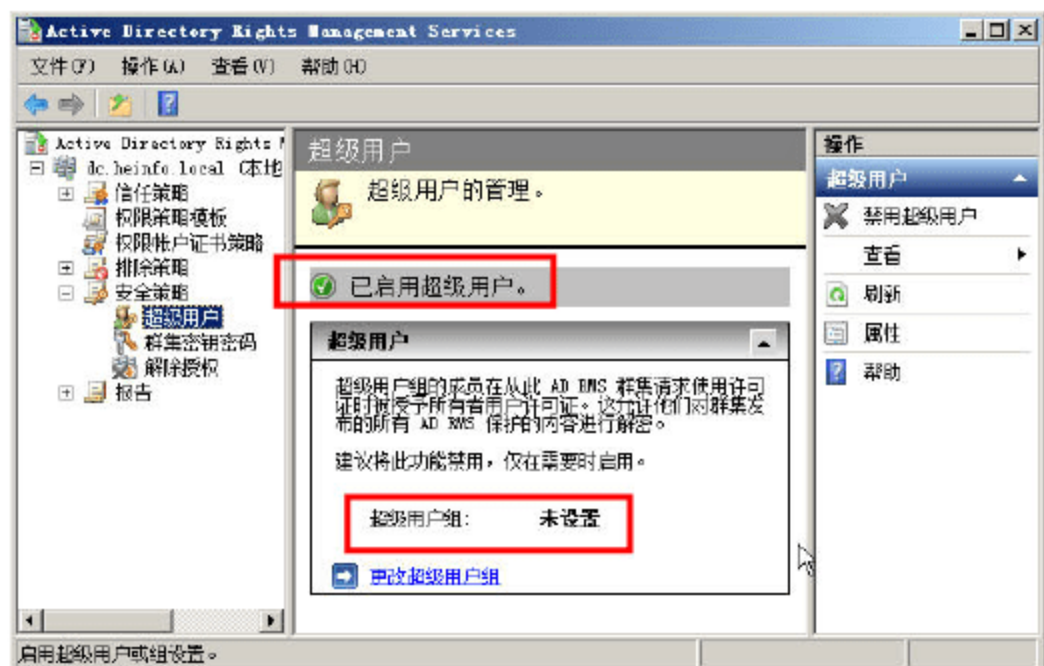 Active Directory Rights Management Services
文件(F) 操作(A) 查看(V) 帮助(H)
Active Directory Rights M
dc.heinfo.local (本地
信任策略
权限策略模板
权限帐户证书策略
排除策略
安全策略
超级用户
群集密钥密码
解除授权
报告
超级用户
超级用户的管理。
已启用超级用户。
超级用户
超级用户组的成员在从此 AD RMS 群集请求使用许可
证时被授予所有者用户许可证。这允许他们对群集发
布的所有 AD RMS 保护的内容进行解密。
建议将此功能禁用,仅在需要时启用。
超级用户组: 未设置
更改超级用户组
操作
超级用户
禁用超级用户
查看
刷新
属性
帮助
启用超级用户或组设置。